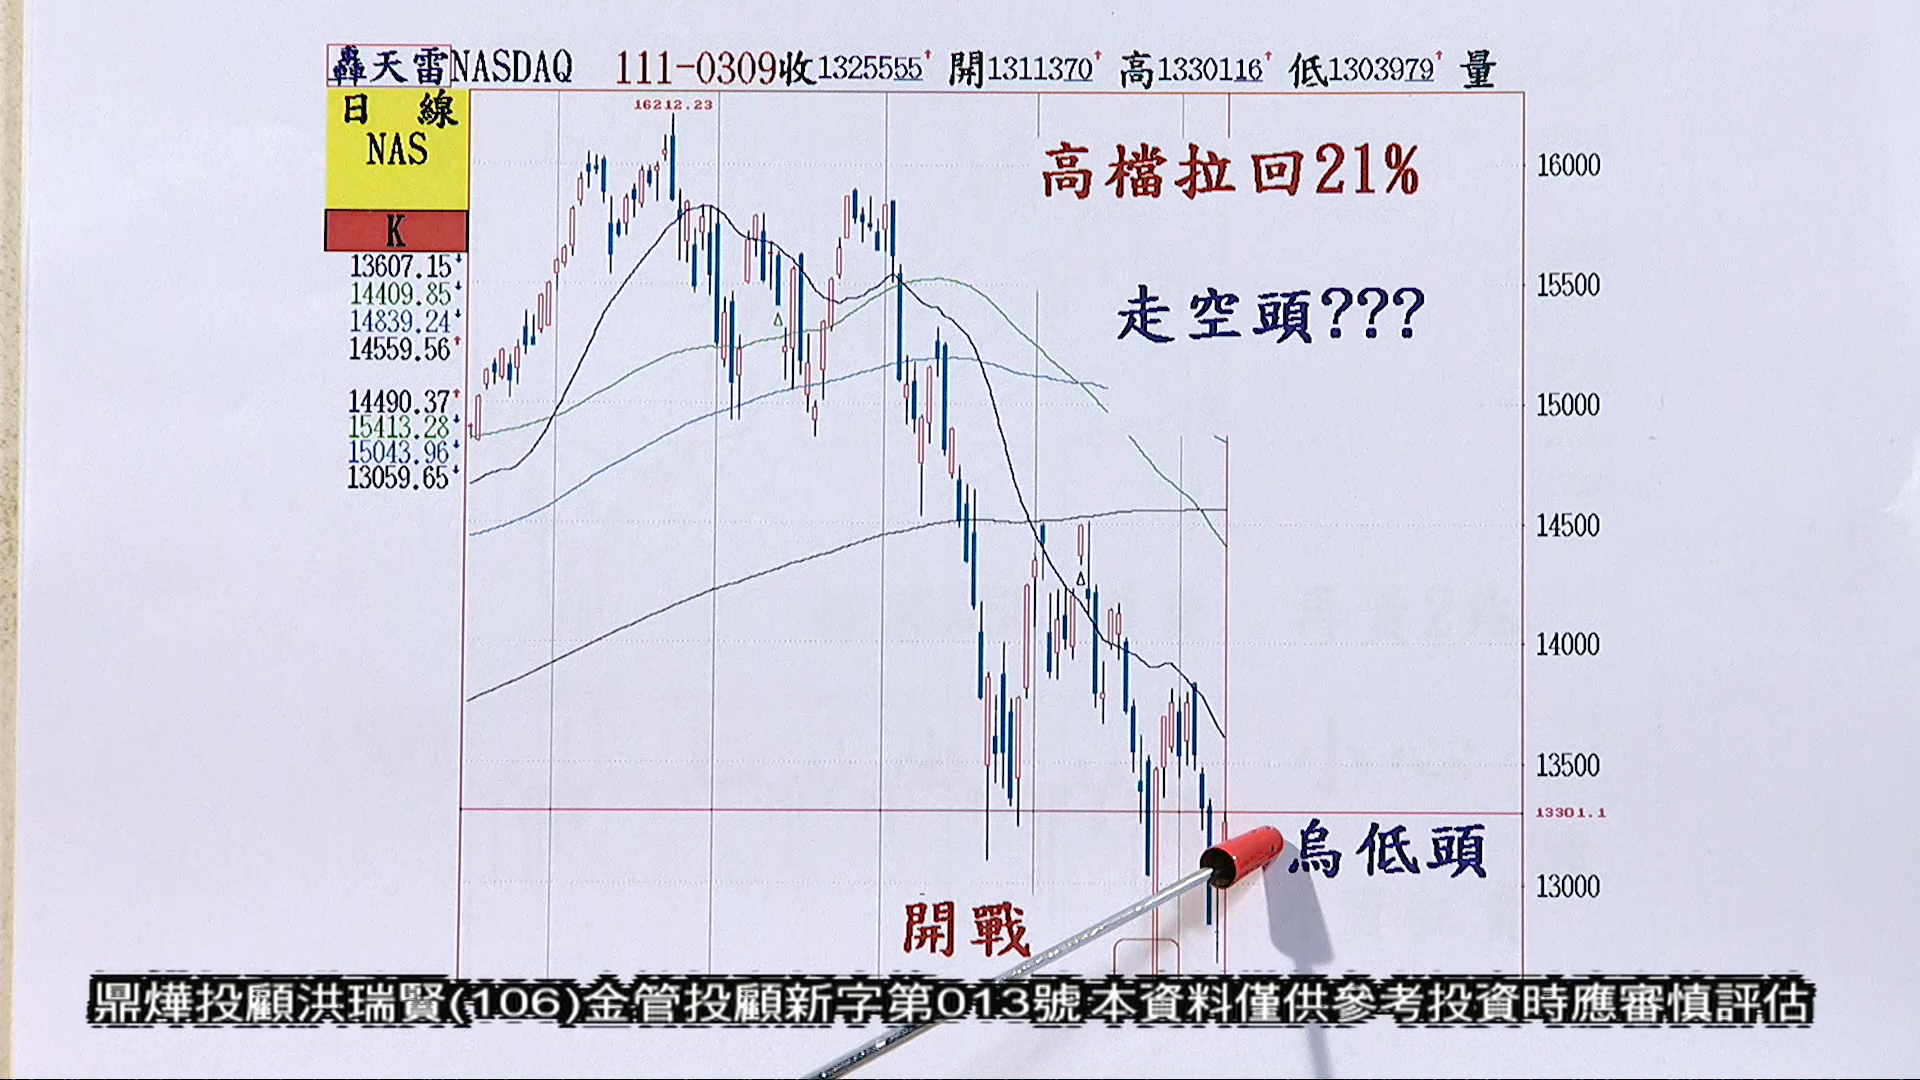 轟天雷NASDAQ 111-0309收1325555↑ 開1311370↑ 高1330116↑ 低1303979↑ 量
日 線
NAS
K
13607.15↓
14409.85↓
14839.24↓
14559.56↑
14490.37↑
15413.28↓
15043.96↓
13059.65↓
16212.23
高檔拉回21%
走空頭???
16000
15500
15000
14500
14000
13500
13301.1
13000
烏低頭
開戰
鼎燁投顧洪瑞賢(106)金管投顧新字第013號 本資料僅供參考投資時應審慎評估